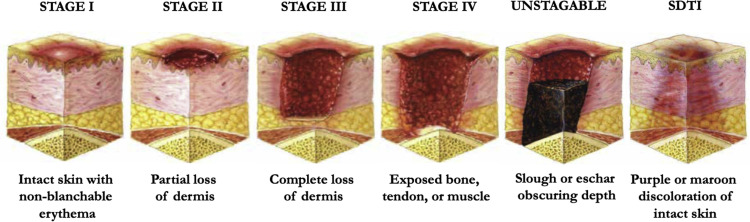 STAGE I
STAGE II
STAGE III
STAGE IV
UNSTAGABLE
SDTI
Intact skin with
non-blanchable
erythema
Partial loss
of dermis
Complete loss
of dermis
Exposed bone,
tendon, or muscle
Slough or eschar
obscuring depth
Purple or maroon
discoloration of
intact skin